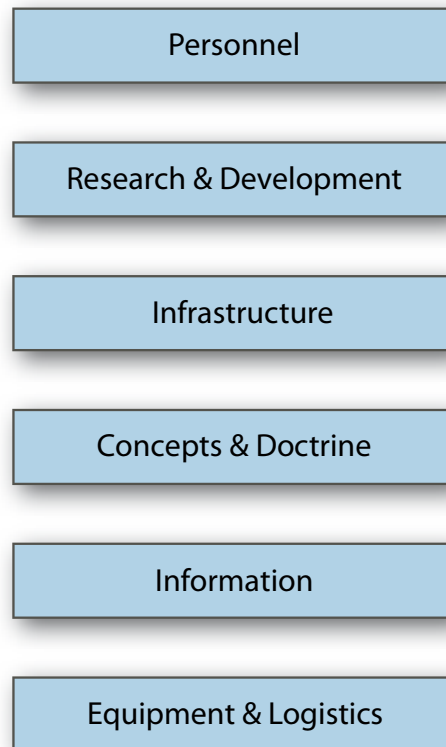 Personnel
Research & Development
Infrastructure
Concepts & Doctrine
Information
Equipment & Logistics